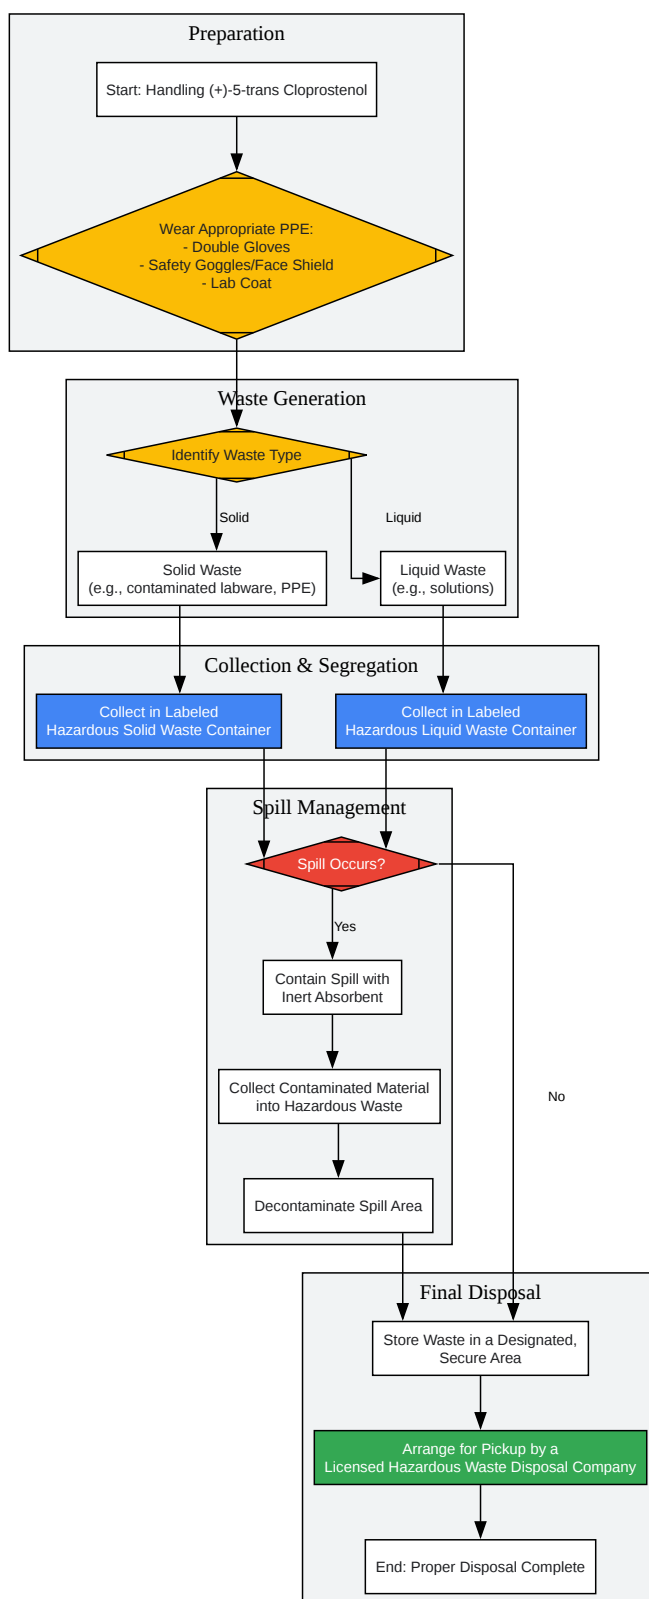 Preparation
Start: Handling (+)-5-trans Cloprostenol
Wear Appropriate PPE:
- Double Gloves
- Safety Goggles/Face Shield
- Lab Coat
Waste Generation
Identify Waste Type
Solid
Liquid
Solid Waste
(e.g., contaminated labware, PPE)
Liquid Waste
(e.g., solutions)
Collection & Segregation
Collect in Labeled
Hazardous Solid Waste Container
Collect in Labeled
Hazardous Liquid Waste Container
Spill Management
Spill Occurs?
Yes
Contain Spill with
Inert Absorbent
Collect Contaminated Material
into Hazardous Waste
No
Decontaminate Spill Area
Final Disposal
Store Waste in a Designated,
Secure Area
Arrange for Pickup by a
Licensed Hazardous Waste Disposal Company
End: Proper Disposal Complete